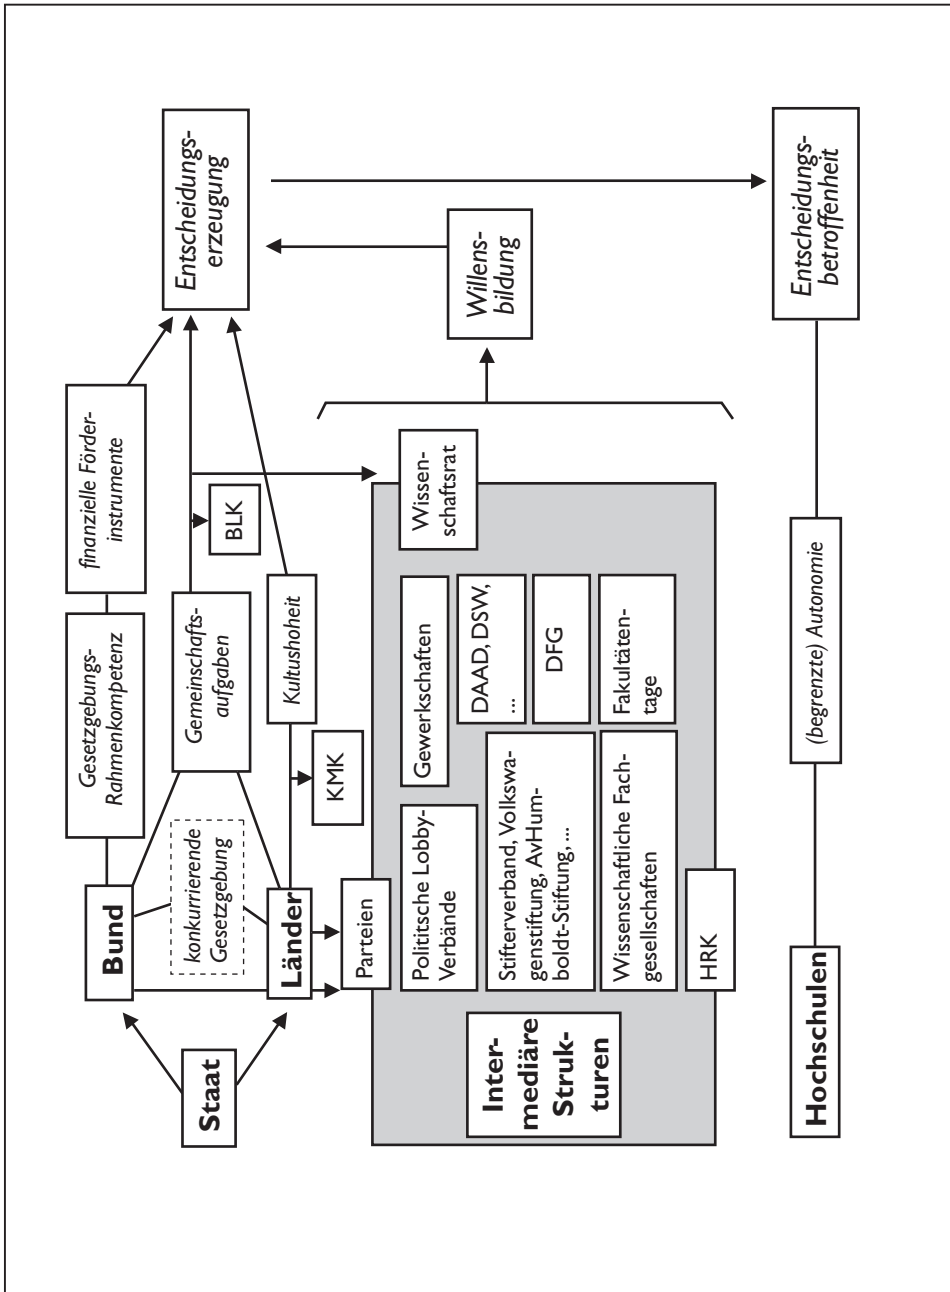 Staat
Bund
Länder
konkurrierende
Gesetzgebung
Gesetzgebungs-
Rahmenkompetenz
finanzielle Förder-
instrumente
Gemeinschafts-
aufgaben
BLK
Kultushoheit
KMK
Entscheidungs-
erzeugung
Inter-
mediäre
Struk-
turen
Parteien
Polititsche Lobby-
Verbände
Gewerkschaften
Wissen-
schaftsrat
Stifterverband, Volkswa-
genstiftung, AvHum-
boldt-Stiftung, ...
DAAD, DSW,
...
DFG
Wissenschaftliche Fach-
gesellschaften
Fakultäten-
tage
HRK
Willens-
bildung
Hochschulen
(begrenzte) Autonomie
Entscheidungs-
betroffenheit